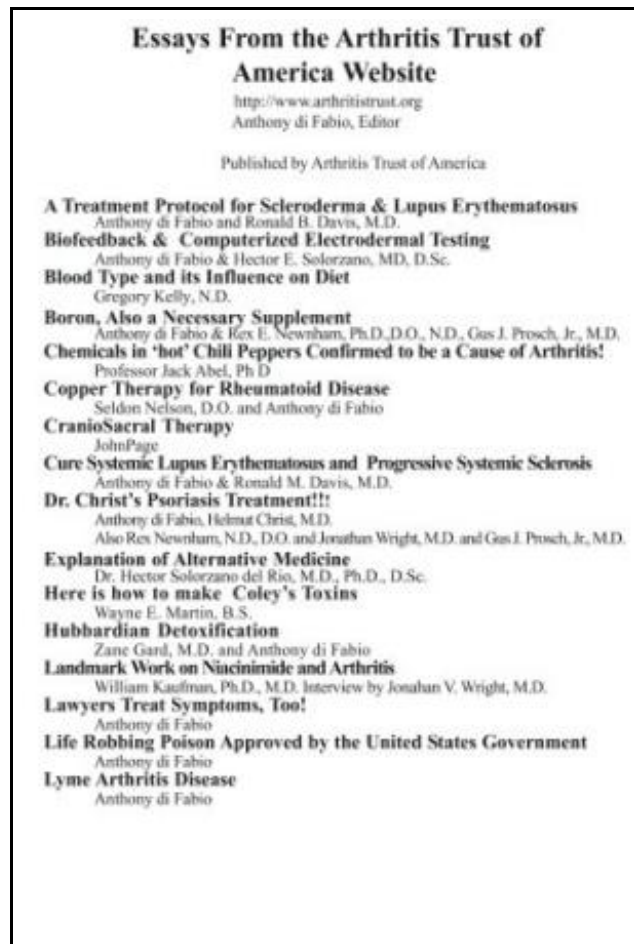 Essays From the Arthritis Trust of
America Website
http://www.arthritistrust.org
Anthony di Fabio, Editor
Published by Arthritis Trust of America
A Treatment Protocol for Scleroderma & Lupus Erythematosus
Anthony di Fabio and Ronald B. Davis, M.D.
Biofeedback & Computerized Electrodermal Testing
Anthony di Fabio & Hector E. Solorzano, MD, D.Sc.
Blood Type and its Influence on Diet
Gregory Kelly, N.D.
Boron, Also a Necessary Supplement
Anthony di Fabio & Rex E. Newnham, Ph.D.,D.O., N.D., Gus J. Prosch, Jr., M.D.
Chemicals in 'hot' Chili Peppers Confirmed to be a Cause of Arthritis!
Professor Jack Abel, Ph D
Copper Therapy for Rheumatoid Disease
Seldon Nelson, D.O. and Anthony di Fabio
CranioSacral Therapy
JohnPage
Cure Systemic Lupus Erythematosus and Progressive Systemic Sclerosis
Anthony di Fabio & Ronald M. Davis, M.D.
Dr. Christ's Psoriasis Treatment!!!
Anthony di Fabio, Helmut Christ, M.D.
Also Rex Newnham, N.D., D.O. and Jonathan Wright, M.D. and Gus J. Prosch, Jr., M.D.
Explanation of Alternative Medicine
Dr. Hector Solorzano del Rio, M.D., Ph.D., D.Sc.
Here is how to make Coley's Toxins
Wayne E. Martin, B.S.
Hubbardian Detoxification
Zane Gard, M.D. and Anthony di Fabio
Landmark Work on Niacinimide and Arthritis
William Kaufman, Ph.D., M.D. Interview by Jonahan V. Wright, M.D.
Lawyers Treat Symptoms, Too!
Anthony di Fabio
Life Robbing Poison Approved by the United States Government
Anthony di Fabio
Lyme Arthritis Disease
Anthony di Fabio